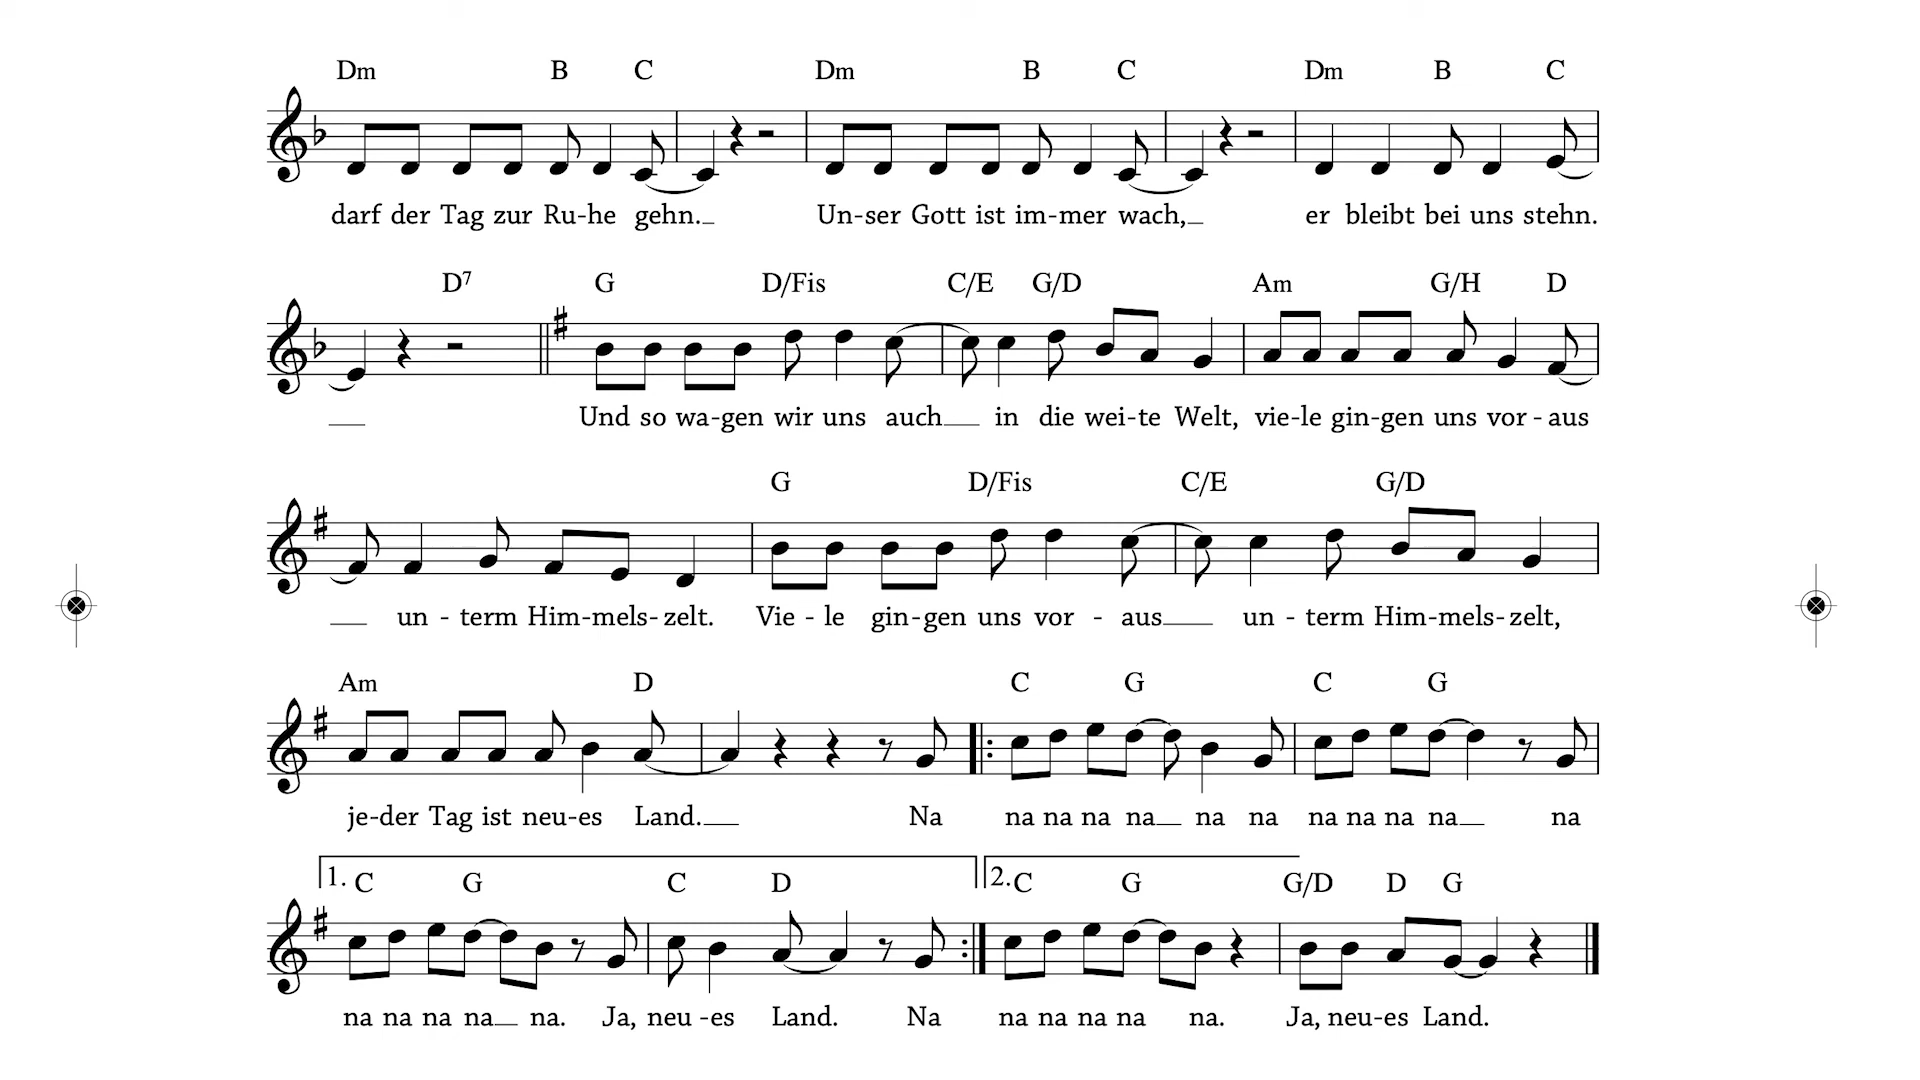 Dm B C Dm B C Dm B C
darf der Tag zur Ru-he gehn. Un-ser Gott ist im-mer wach, er bleibt bei uns stehn.
D⁷ G D/Fis C/E G/D Am G/H D
Und so wa-gen wir uns auch in die wei-te Welt, vie-le gin-gen uns vor - aus
G D/Fis C/E G/D
un - term Him-mels-zelt. Vie - le gin-gen uns vor - aus un - term Him-mels-zelt,
Am D C G C G
je-der Tag ist neu-es Land. Na na na na na na na na na na na na
1. C G C D 2. C G G/D D G
na na na na na. Ja, neu -es Land. Na na na na na na. Ja, neu-es Land.